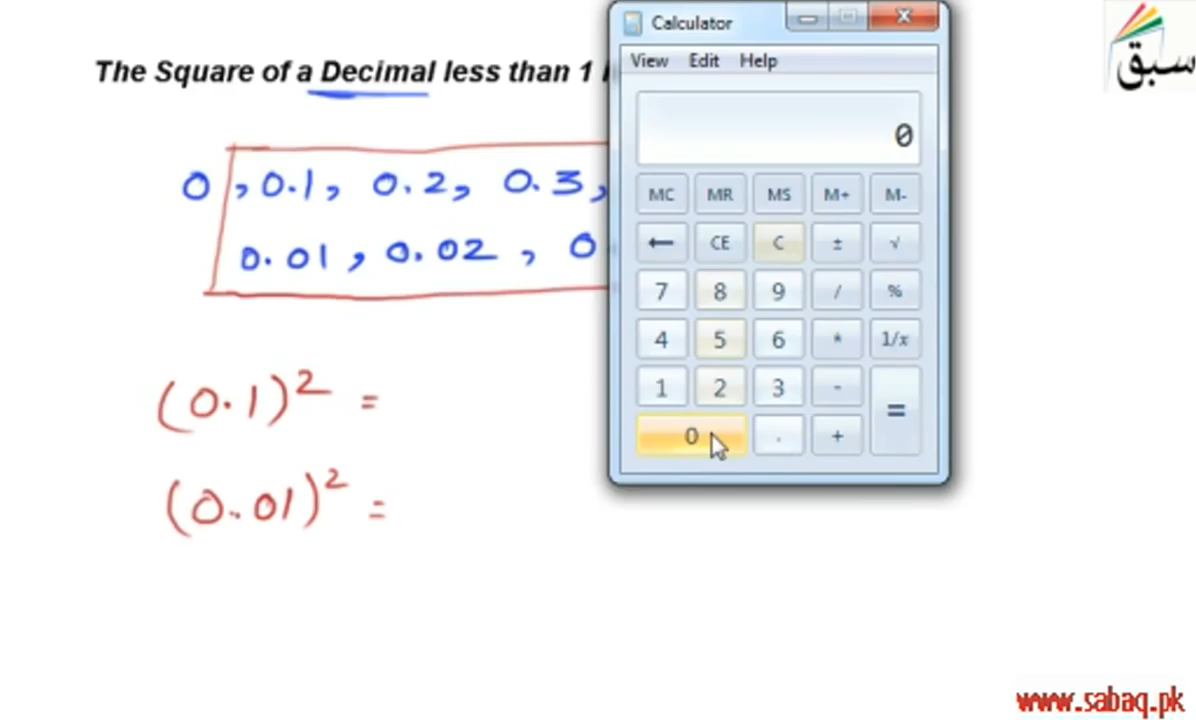 Calculator
View Edit Help
0
MC MR MS M+ M-
← CE C ± √
7 8 9 / %
4 5 6 * 1/x
1 2 3 - =
0 . +
The Square of a Decimal less than 1
0, 0.1, 0.2, 0.3,
0.01, 0.02, 0
(0.1)² =
(0.01)² =
سبق
www.sabaq.pk